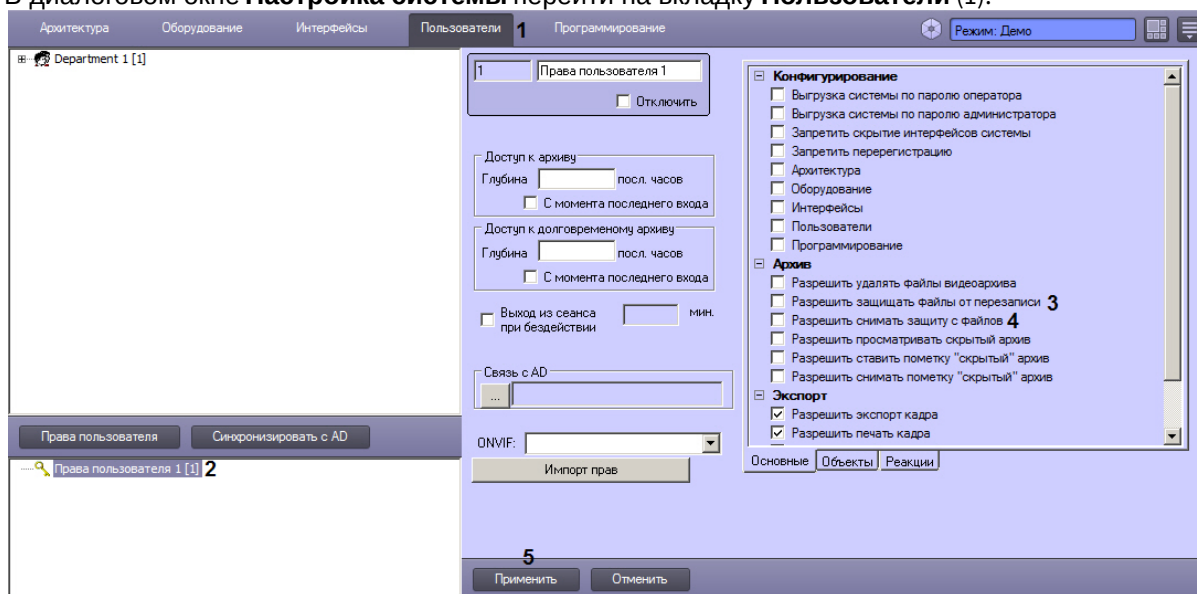 В диалоговом окне Настройка системы перейти на вкладку Пользователи (1).
Архитектура Оборудование Интерфейсы Пользователи 1 Программирование Режим: Демо
Department 1 [1]
1 Права пользователя 1
Отключить
Доступ к архиву
Глубина посл. часов
С момента последнего входа
Доступ к долговременому архиву
Глубина посл. часов
С момента последнего входа
Выход из сеанса мин.
при бездействии
Связь с AD
...
ONVIF:
Импорт прав
Конфигурирование
Выгрузка системы по паролю оператора
Выгрузка системы по паролю администратора
Запретить скрытие интерфейсов системы
Запретить перерегистрацию
Архитектура
Оборудование
Интерфейсы
Пользователи
Программирование
Архив
Разрешить удалять файлы видеоархива
Разрешить защищать файлы от перезаписи 3
Разрешить снимать защиту с файлов 4
Разрешить просматривать скрытый архив
Разрешить ставить пометку "скрытый" архив
Разрешить снимать пометку "скрытый" архив
Экспорт
Разрешить экспорт кадра
Разрешить печать кадра
Основные Объекты Реакции
Права пользователя Синхронизировать с AD
Права пользователя 1 [1] 2
5
Применить Отменить